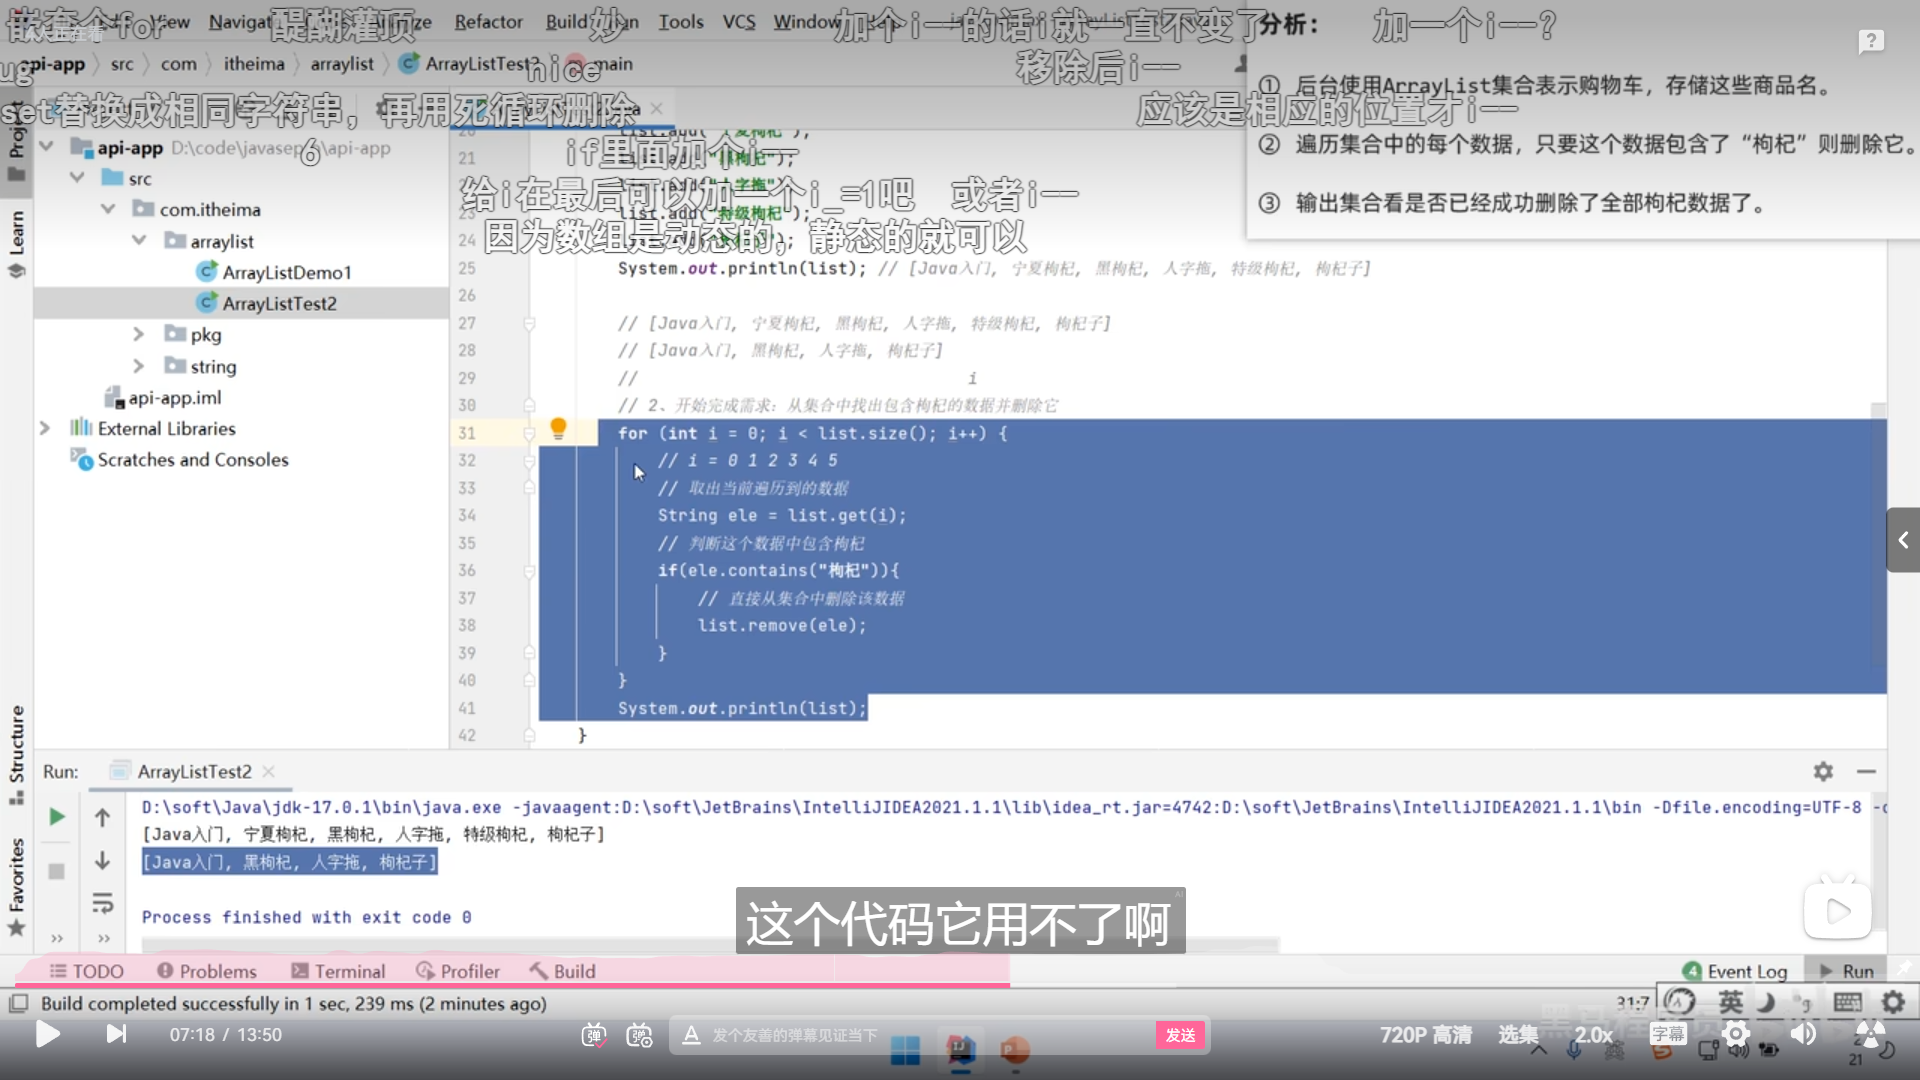 View Navigat Refactor Build Run Tools VCS Window
api-app src com itheima arraylist ArrayListTest2 main
嵌套个for 醍醐灌顶 妙 加个i--的话i就一直不变了 加一个i--?
nice 移除后i--
set替换成相同字符串，再用死循环删除 应该是相应的位置才i--
6 if里面加个i--
给i在最后可以加一个i_=1吧 或者i--
因为数组是动态的，静态的就可以
分析：
① 后台使用ArrayList集合表示购物车，存储这些商品名。
② 遍历集合中的每个数据，只要这个数据包含了“枸杞”则删除它。
③ 输出集合看是否已经成功删除了全部枸杞数据了。
Project
Learn
Structure
Favorites
api-app D:\code\javasep\api-app
src
com.itheima
arraylist
ArrayListDemo1
ArrayListTest2
pkg
string
api-app.iml
External Libraries
Scratches and Consoles
20 list.add("宁夏枸杞");
21 list.add("黑枸杞");
22 "人字拖"
23 list.add("特级枸杞");
24
25 System.out.println(list); // [Java入门, 宁夏枸杞, 黑枸杞, 人字拖, 特级枸杞, 枸杞子]
26
27 // [Java入门, 宁夏枸杞, 黑枸杞, 人字拖, 特级枸杞, 枸杞子]
28 // [Java入门, 黑枸杞, 人字拖, 枸杞子]
29 // i
30 // 2、开始完成需求：从集合中找出包含枸杞的数据并删除它
31 for (int i = 0; i < list.size(); i++) {
32 // i = 0 1 2 3 4 5
33 // 取出当前遍历到的数据
34 String ele = list.get(i);
35 // 判断这个数据中包含枸杞
36 if(ele.contains("枸杞")){
37 // 直接从集合中删除该数据
38 list.remove(ele);
39 }
40 }
41 System.out.println(list);
42 }
Run: ArrayListTest2
D:\soft\Java\jdk-17.0.1\bin\java.exe -javaagent:D:\soft\JetBrains\IntelliJIDEA2021.1.1\lib\idea_rt.jar=4742:D:\soft\JetBrains\IntelliJIDEA2021.1.1\bin -Dfile.encoding=UTF-8 -c
[Java入门, 宁夏枸杞, 黑枸杞, 人字拖, 特级枸杞, 枸杞子]
[Java入门, 黑枸杞, 人字拖, 枸杞子]
Process finished with exit code 0
这个代码它用不了啊
TODO Problems Terminal Profiler Build 4 Event Log Run
Build completed successfully in 1 sec, 239 ms (2 minutes ago) 31:7 英
07:18 / 13:50 弹 弹 发个友善的弹幕见证当下 发送 720P 高清 选集 2.0x 字幕
21